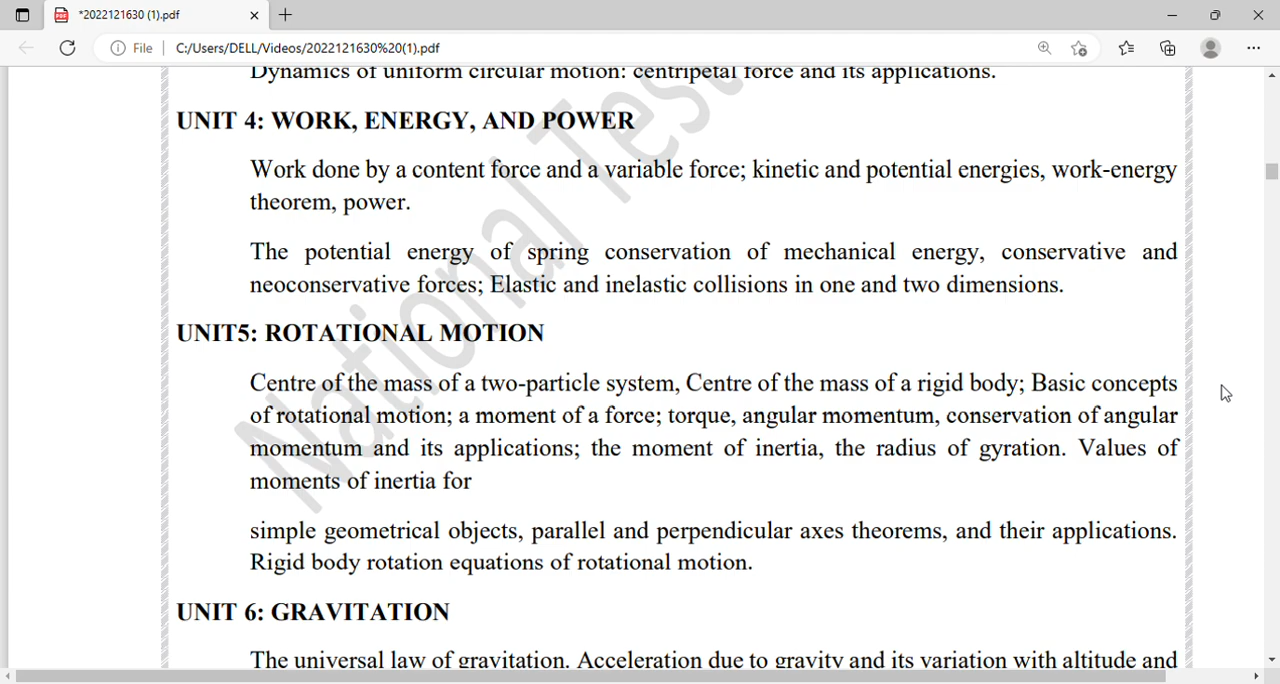 *2022121630 (1).pdf
File
C:/Users/DELL/Videos/2022121630%20(1).pdf
Dynamics of uniform circular motion: centripetal force and its applications.
UNIT 4: WORK, ENERGY, AND POWER
Work done by a content force and a variable force; kinetic and potential energies, work-energy
theorem, power.
The potential energy of spring conservation of mechanical energy, conservative and
neoconservative forces; Elastic and inelastic collisions in one and two dimensions.
UNIT5: ROTATIONAL MOTION
Centre of the mass of a two-particle system, Centre of the mass of a rigid body; Basic concepts
of rotational motion; a moment of a force; torque, angular momentum, conservation of angular
momentum and its applications; the moment of inertia, the radius of gyration. Values of
moments of inertia for
simple geometrical objects, parallel and perpendicular axes theorems, and their applications.
Rigid body rotation equations of rotational motion.
UNIT 6: GRAVITATION
The universal law of gravitation. Acceleration due to gravity and its variation with altitude and
National Test